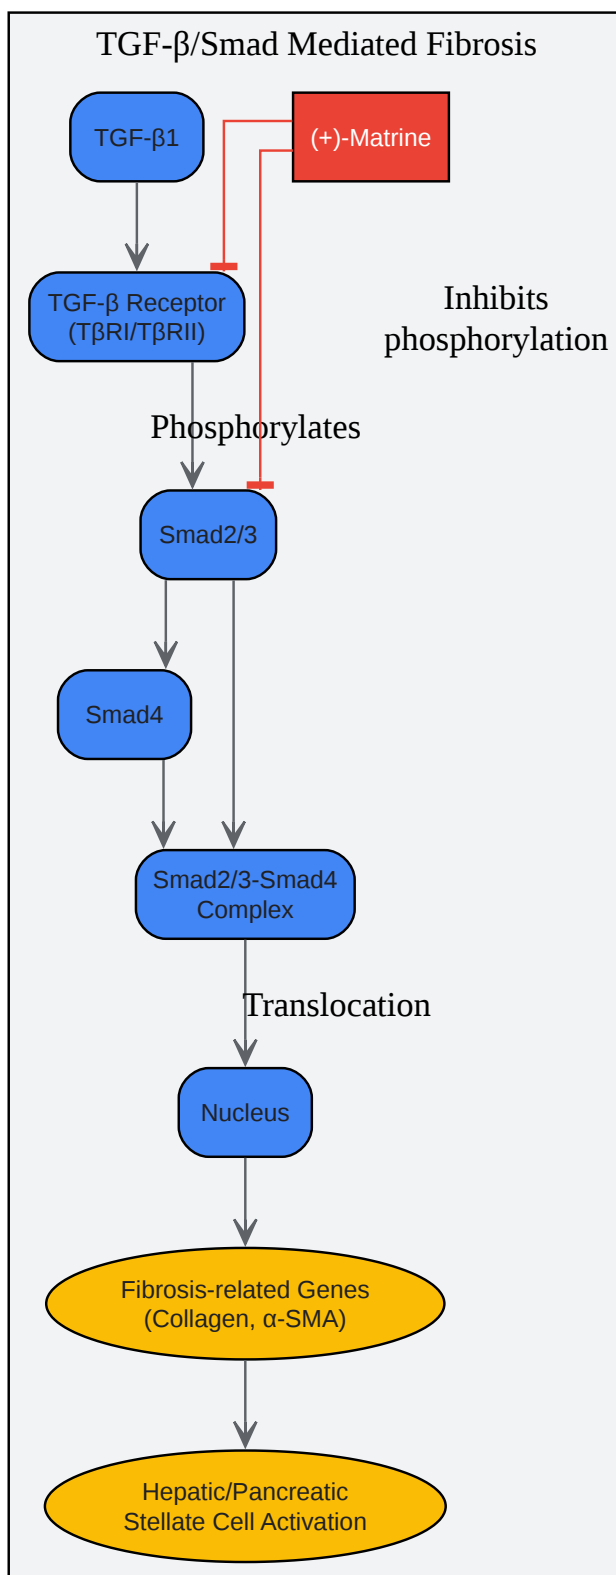 TGF-β/Smad Mediated Fibrosis
TGF-β1
(+)-Matrine
TGF-β Receptor
(TβRI/TβRII)
Inhibits
phosphorylation
Phosphorylates
Smad2/3
Smad4
Smad2/3-Smad4
Complex
Translocation
Nucleus
Fibrosis-related Genes
(Collagen, α-SMA)
Hepatic/Pancreatic
Stellate Cell Activation